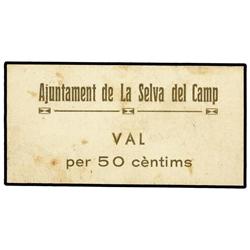 Ajuntament de La Selva del Camp
VAL
per 50 cèntims